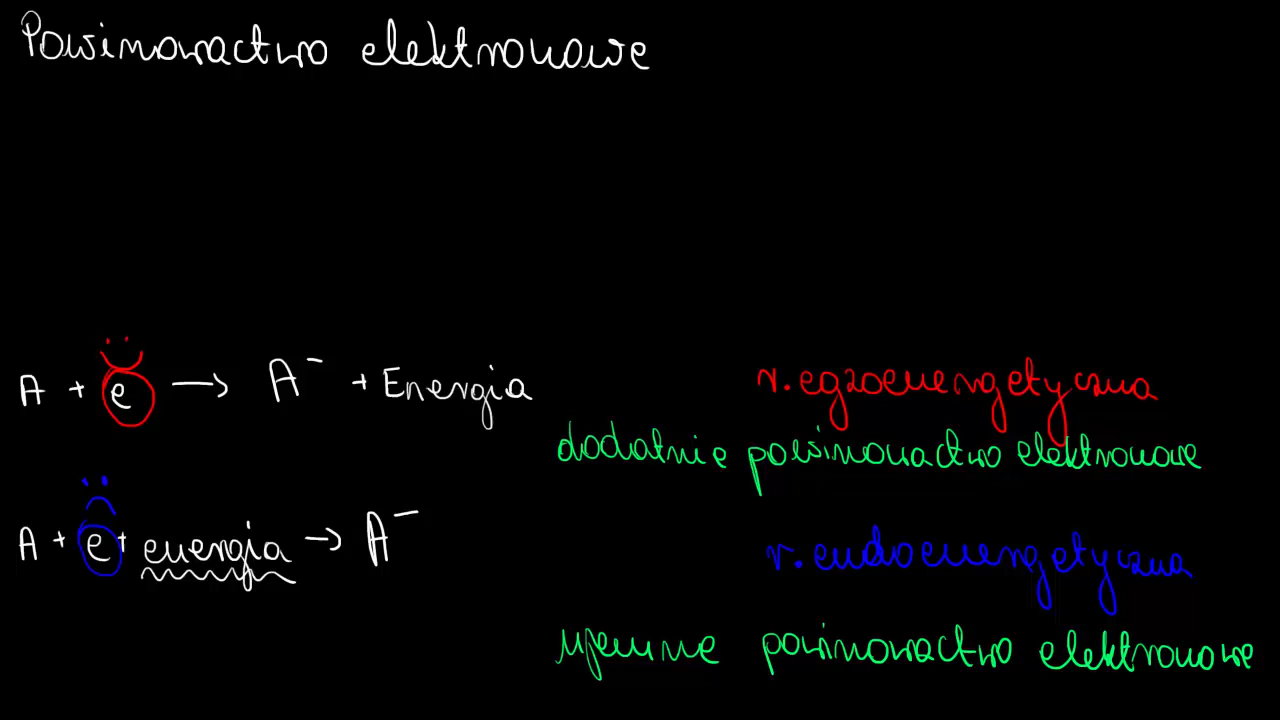 Powinowactwo elektronowe
A + e → A⁻ + Energia
r. egzoenergetyczna
dodatnie powinowactwo elektronowe
A + e + energia → A⁻
r. endoenergetyczna
ujemne powinowactwo elektronowe